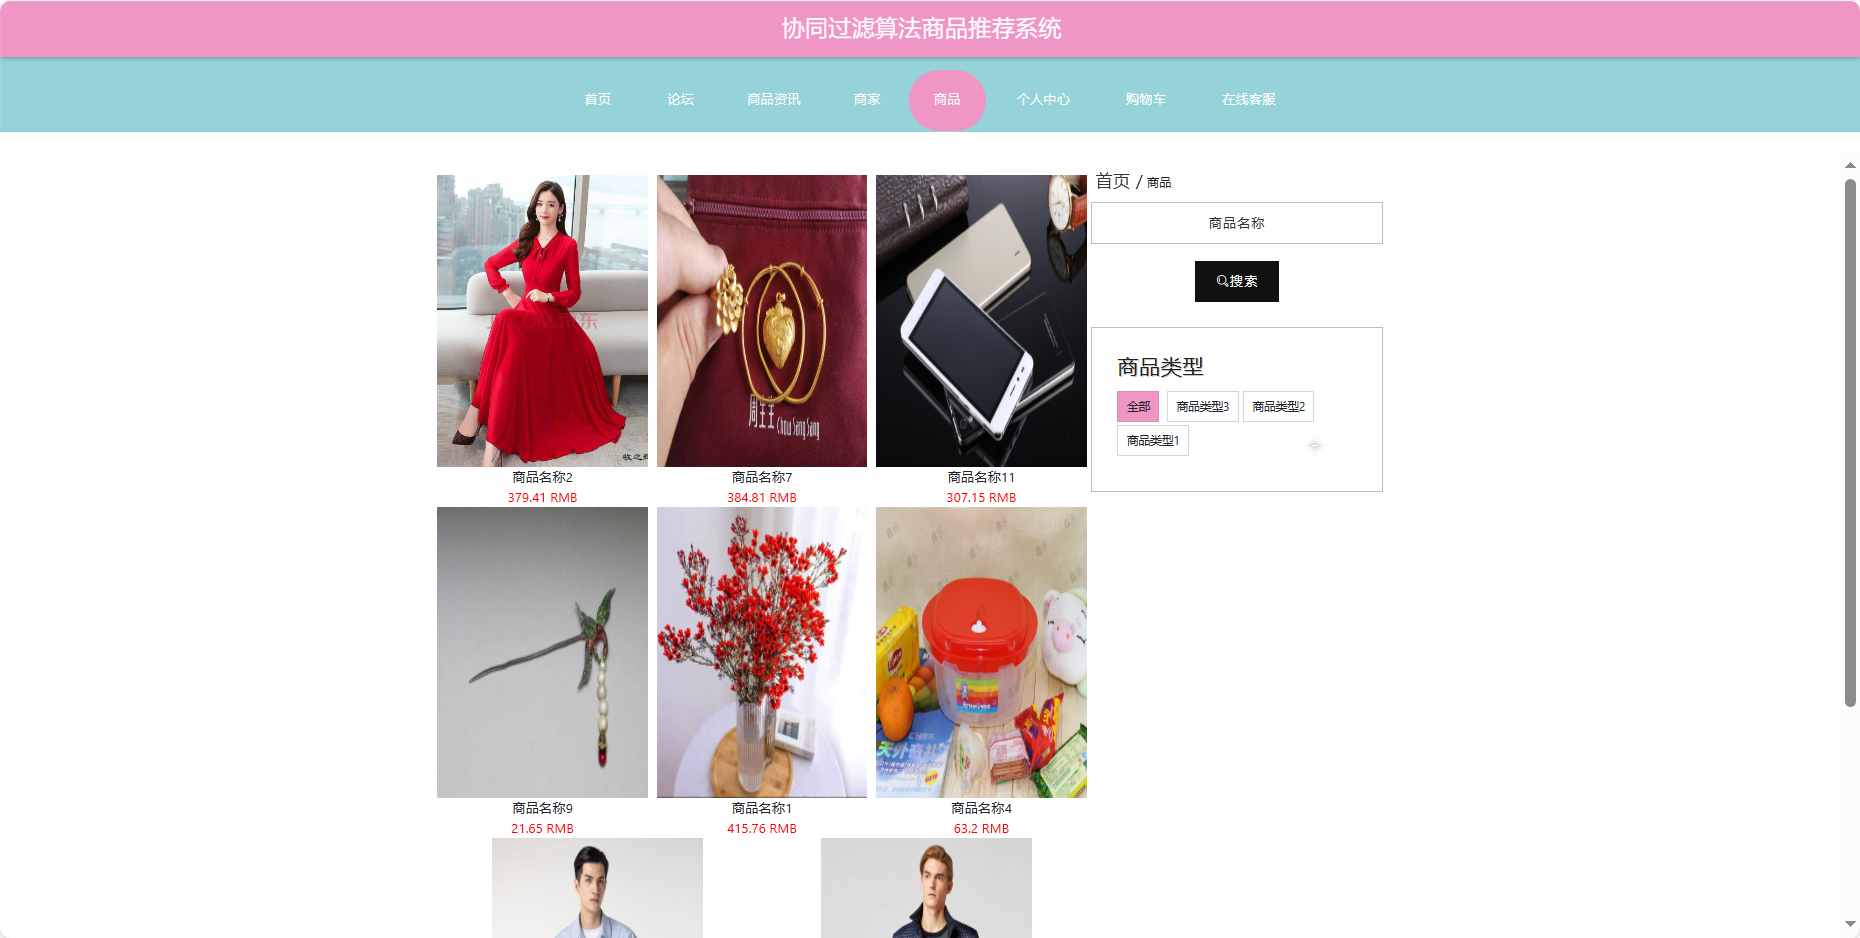 协同过滤算法商品推荐系统
首页 论坛 商品资讯 商家 商品 个人中心 购物车 在线客服
首页 / 商品
商品名称
搜索
商品类型
全部 商品类型3 商品类型2
商品类型1
周生生 Chow Sang Sang
商品名称2 商品名称7 商品名称11
379.41 RMB 384.81 RMB 307.15 RMB
天外奇礼
NEW
商品名称9 商品名称1 商品名称4
21.65 RMB 415.76 RMB 63.2 RMB